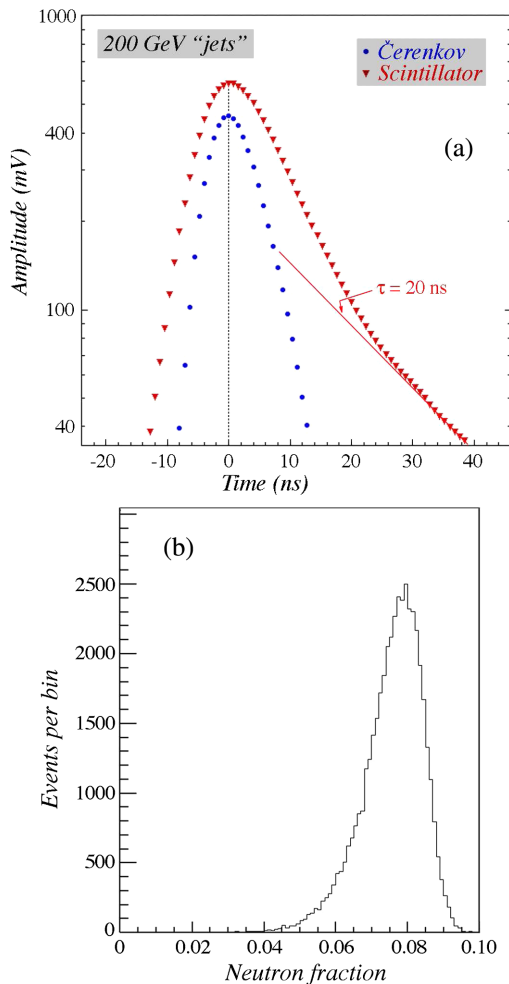 1000
200 GeV “jets”
Čerenkov
Scintillator
(a)
400
Amplitude (mV)
τ = 20 ns
100
40
-20 -10 0 10 20 30 40
Time (ns)
(b)
2500
2000
1500
1000
500
0
Events per bin
0 0.02 0.04 0.06 0.08 0.10
Neutron fraction